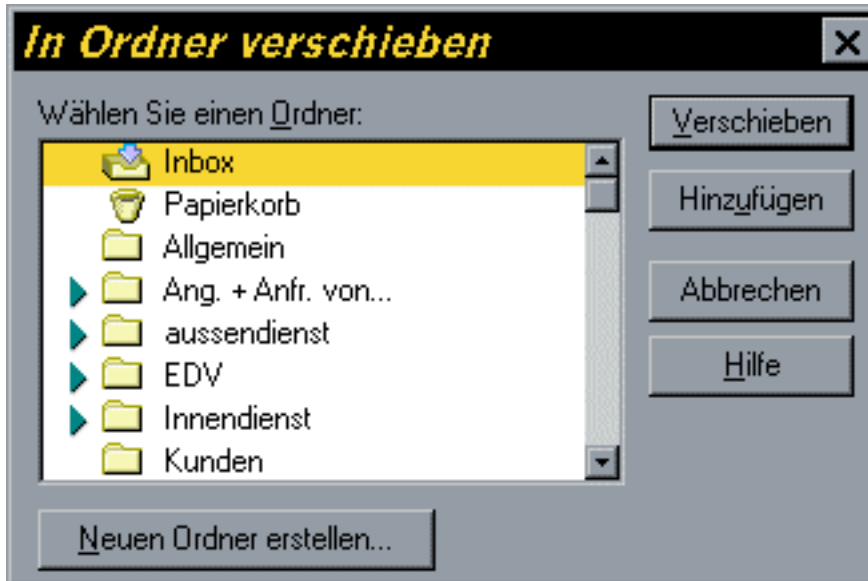 In Ordner verschieben
Wählen Sie einen Ordner:
Inbox
Papierkorb
Allgemein
Ang. + Anfr. von...
aussendienst
EDV
Innendienst
Kunden
Verschieben
Hinzufügen
Abbrechen
Hilfe
Neuen Ordner erstellen...